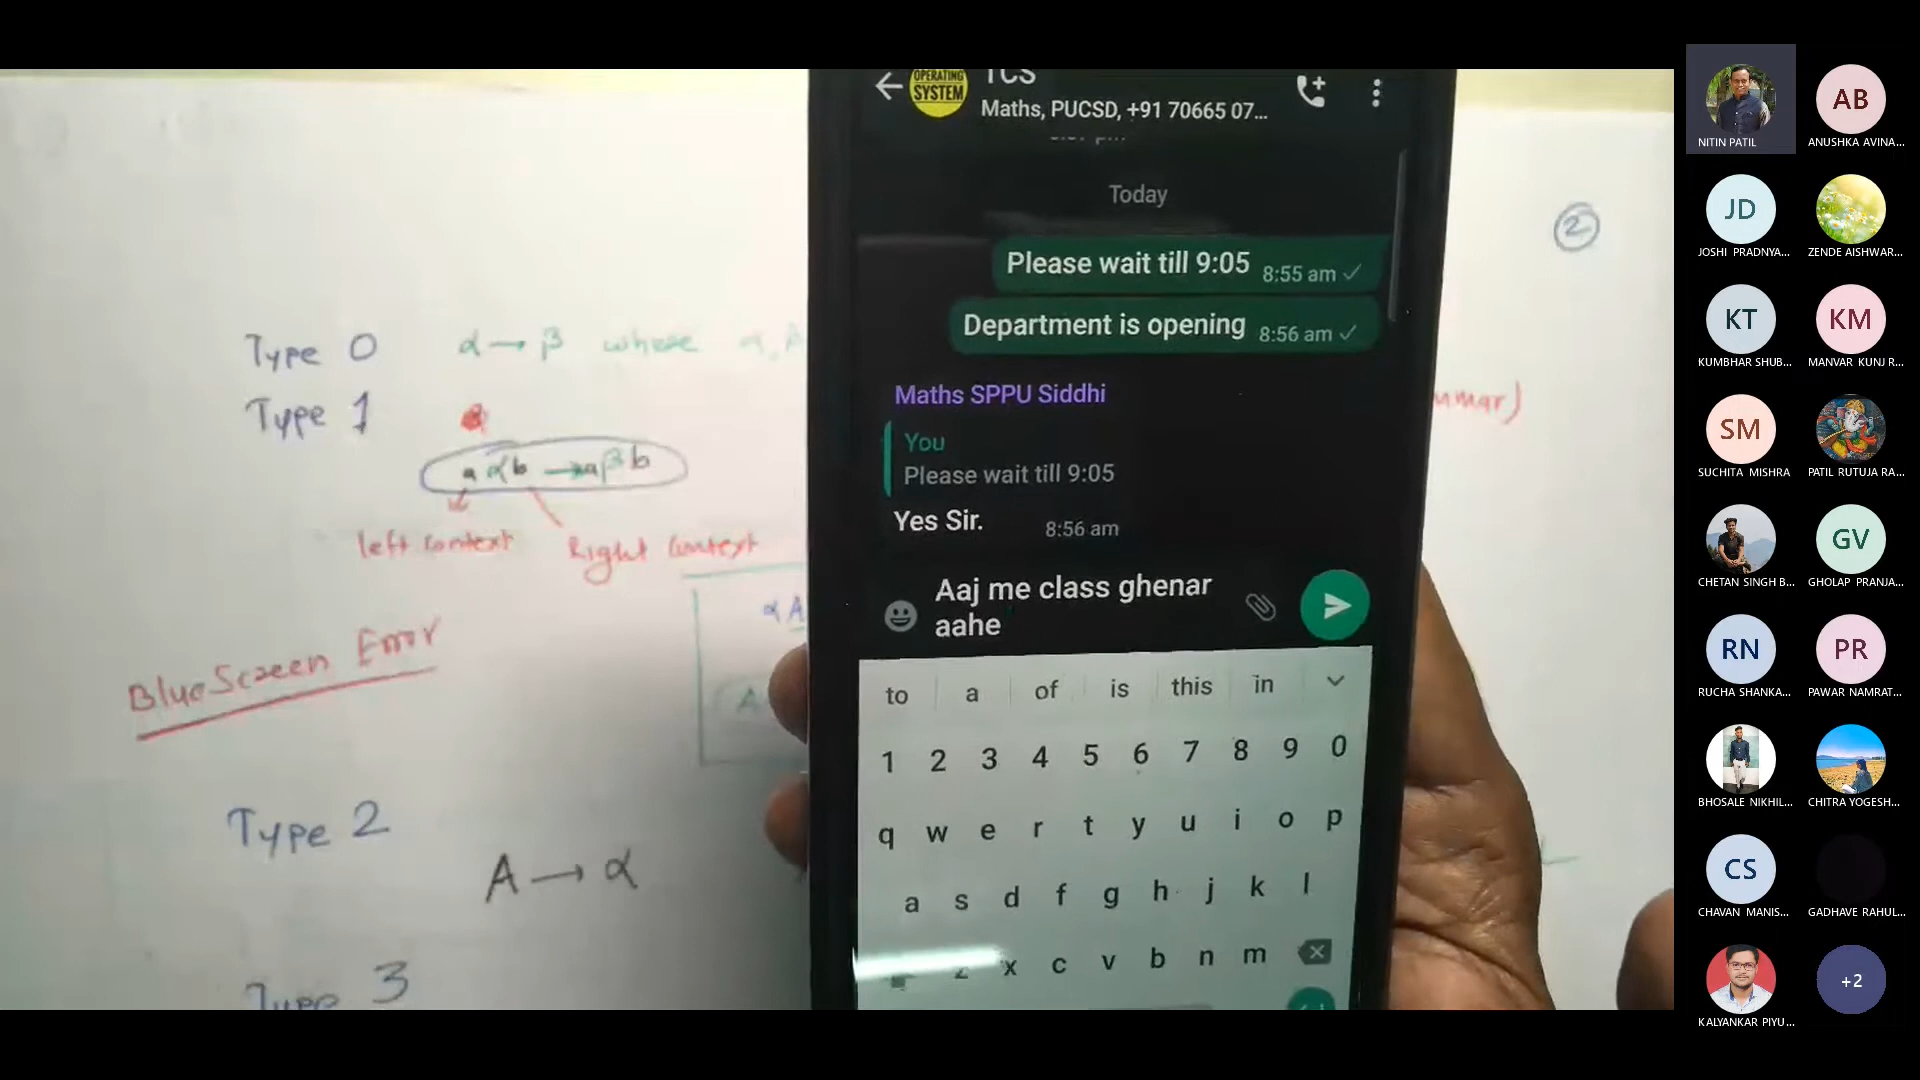 Type 0 α → β where α, β
Type 1
a α b → a β b
left context Right Context
Blue Screen Error
Type 2
A → α
Type 3
2
OPERATING
SYSTEM
TCS
Maths, PUCSD, +91 70665 07...
Today
Please wait till 9:05 8:55 am
Department is opening 8:56 am
Maths SPPU Siddhi
You
Please wait till 9:05
Yes Sir. 8:56 am
Aaj me class ghenar
aahe
to a of is this in
1 2 3 4 5 6 7 8 9 0
q w e r t y u i o p
a s d f g h j k l
z x c v b n m
NITIN PATIL
AB
ANUSHKA AVINA...
JD
JOSHI PRADNYA...
ZENDE AISHWAR...
KT
KUMBHAR SHUB...
KM
MANVAR KUNJ R...
SM
SUCHITA MISHRA
PATIL RUTUJA RA...
CHETAN SINGH B...
GV
GHOLAP PRANJA...
RN
RUCHA SHANKA...
PR
PAWAR NAMRAT...
BHOSALE NIKHIL...
CHITRA YOGESH...
CS
CHAVAN MANIS...
GADHAVE RAHUL...
KALYANKAR PIYU...
+2